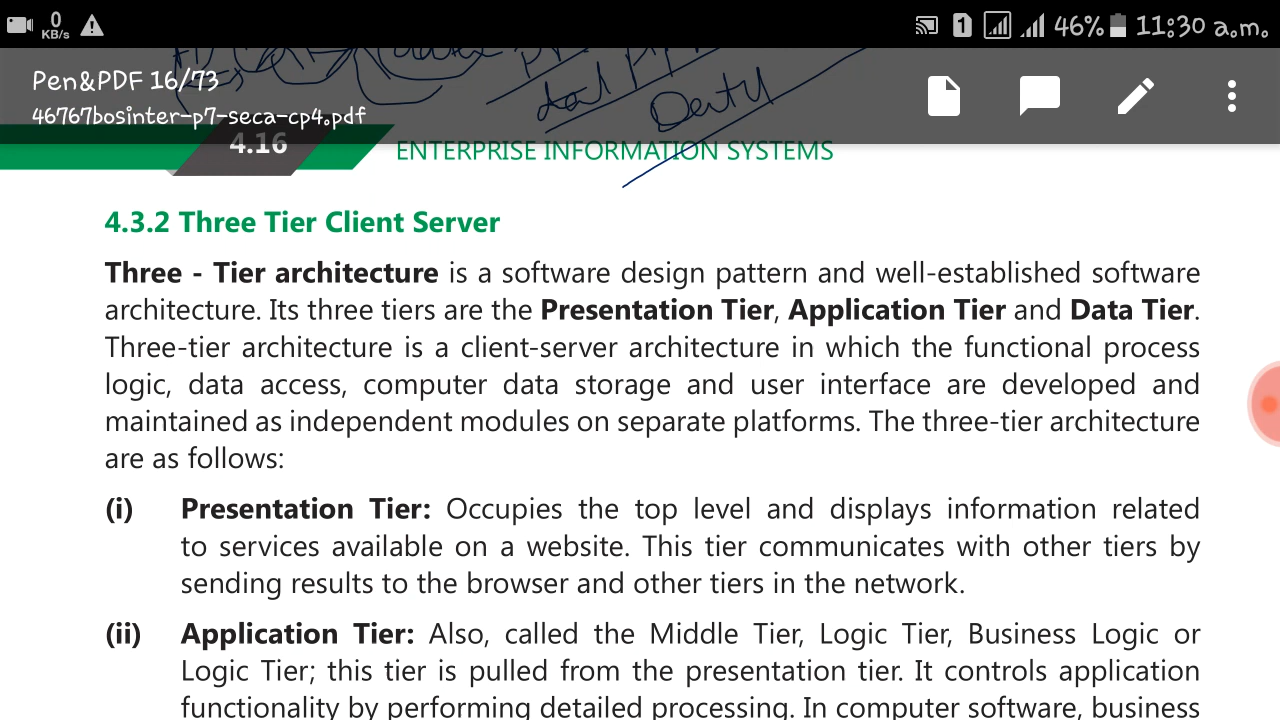 0
KB/s
1
46%
11:30 a.m.
Pen&PDF 16/73
46767bosinter-p7-seca-cp4.pdf
4.16
ENTERPRISE INFORMATION SYSTEMS
4.3.2 Three Tier Client Server
Three - Tier architecture is a software design pattern and well-established software
architecture. Its three tiers are the Presentation Tier, Application Tier and Data Tier.
Three-tier architecture is a client-server architecture in which the functional process
logic, data access, computer data storage and user interface are developed and
maintained as independent modules on separate platforms. The three-tier architecture
are as follows:
(i) Presentation Tier: Occupies the top level and displays information related
to services available on a website. This tier communicates with other tiers by
sending results to the browser and other tiers in the network.
(ii) Application Tier: Also, called the Middle Tier, Logic Tier, Business Logic or
Logic Tier; this tier is pulled from the presentation tier. It controls application
functionality by performing detailed processing. In computer software, business